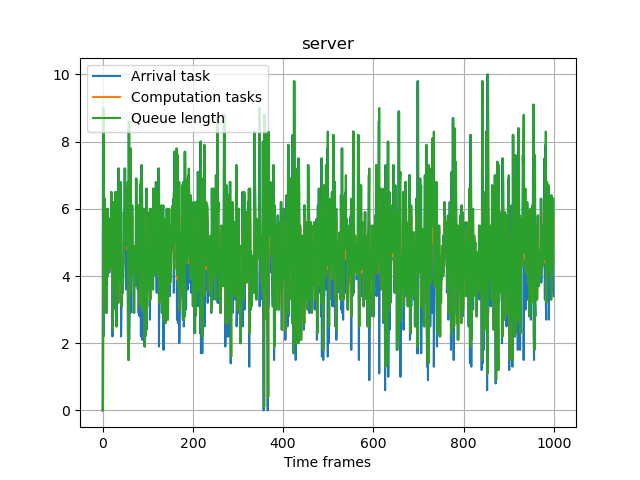 server
Arrival task
Computation tasks
Queue length
10
8
6
4
2
0
0 200 400 600 800 1000
Time frames